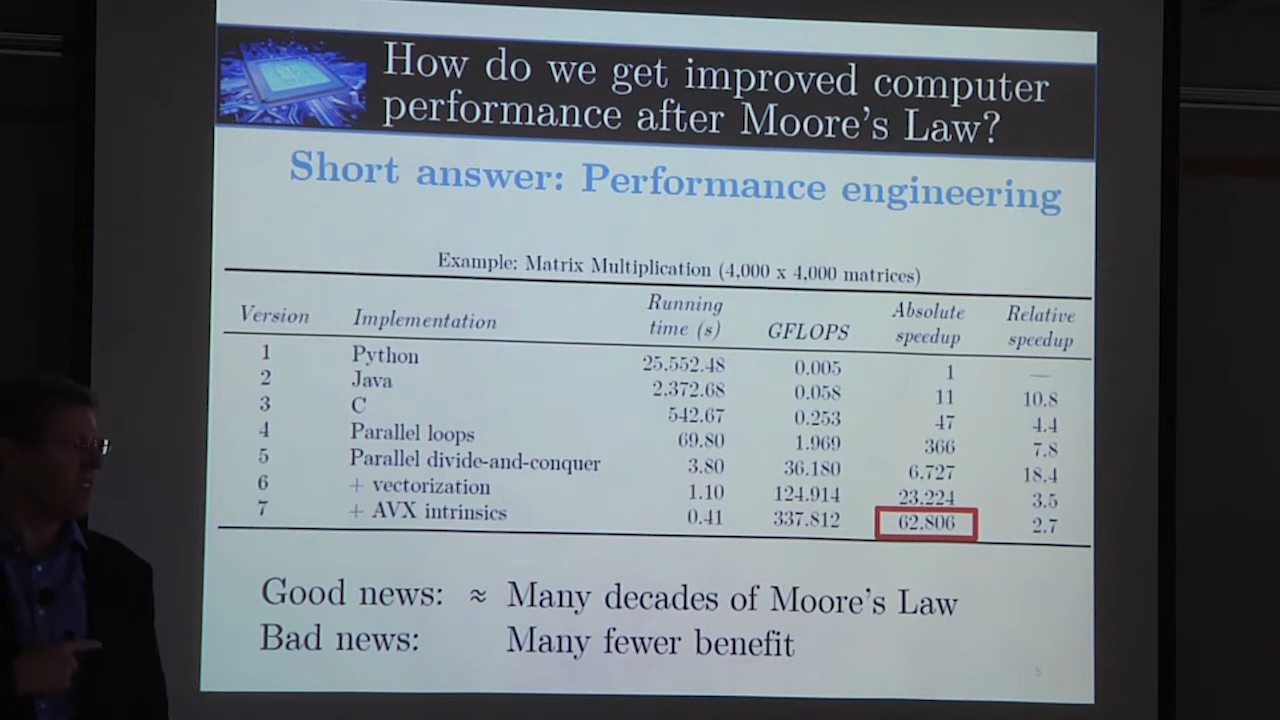 How do we get improved computer
performance after Moore's Law?
Short answer: Performance engineering
Example: Matrix Multiplication (4,000 x 4,000 matrices)
Version Implementation Running time (s) GFLOPS Absolute speedup Relative speedup
1 Python 25,552.48 0.005 1 —
2 Java 2,372.68 0.058 11 10.8
3 C 542.67 0.253 47 4.4
4 Parallel loops 69.80 1.969 366 7.8
5 Parallel divide-and-conquer 3.80 36.180 6,727 18.4
6 + vectorization 1.10 124.914 23,224 3.5
7 + AVX intrinsics 0.41 337.812 62,806 2.7
Good news: ≈ Many decades of Moore's Law
Bad news: Many fewer benefit
5